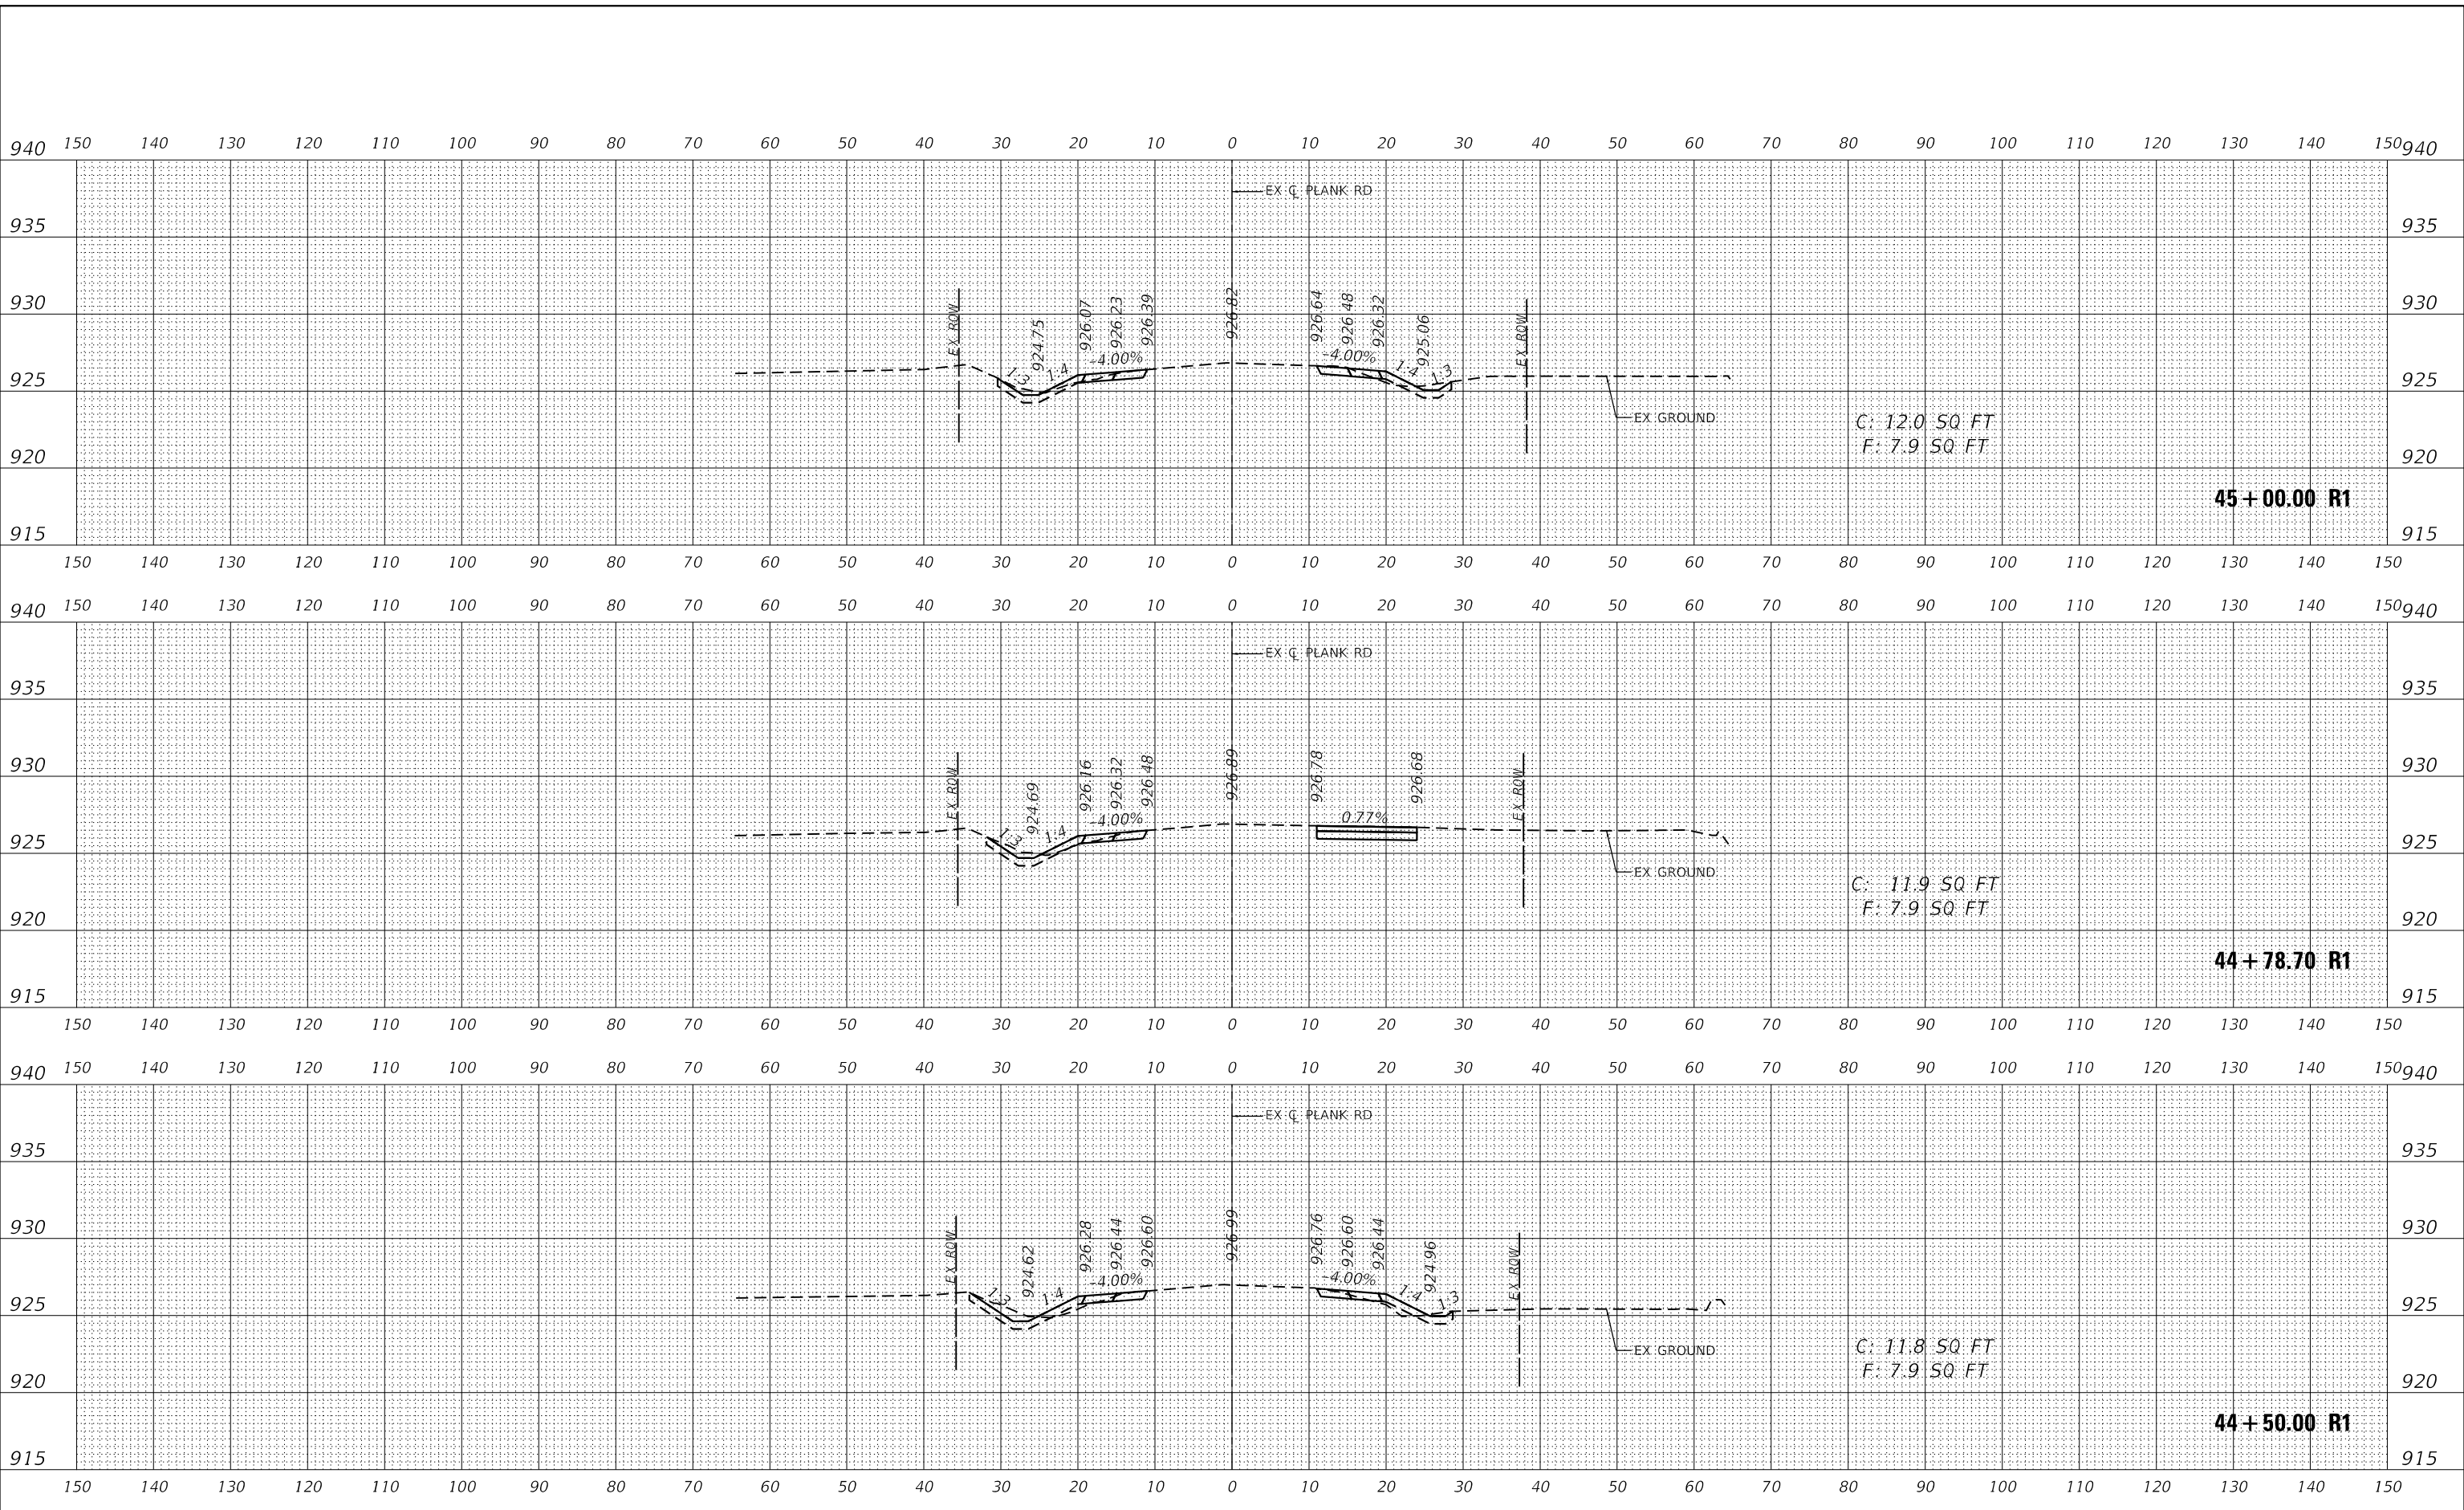 150 140 130 120 110 100 90 80 70 60 50 40 30 20 10 0 10 20 30 40 50 60 70 80 90 100 110 120 130 140 150
940 940
EX ℄ PLANK RD
935 935
930 930
EX ROW 924.75 926.07 926.23 926.39 926.82 926.64 926.48 926.32 925.06 EX ROW
1:3 1:4 -4.00% -4.00% 1:4 1:3
925 925
EX GROUND
C: 12.0 SQ FT
F: 7.9 SQ FT
920 920
45+00.00 R1
915 915
150 140 130 120 110 100 90 80 70 60 50 40 30 20 10 0 10 20 30 40 50 60 70 80 90 100 110 120 130 140 150
150 140 130 120 110 100 90 80 70 60 50 40 30 20 10 0 10 20 30 40 50 60 70 80 90 100 110 120 130 140 150
940 940
EX ℄ PLANK RD
935 935
930 930
EX ROW 924.69 926.16 926.32 926.48 926.89 926.78 926.68 EX ROW
1:3 1:4 -4.00% 0.77%
925 925
EX GROUND
C: 11.9 SQ FT
F: 7.9 SQ FT
920 920
44+78.70 R1
915 915
150 140 130 120 110 100 90 80 70 60 50 40 30 20 10 0 10 20 30 40 50 60 70 80 90 100 110 120 130 140 150
150 140 130 120 110 100 90 80 70 60 50 40 30 20 10 0 10 20 30 40 50 60 70 80 90 100 110 120 130 140 150
940 940
EX ℄ PLANK RD
935 935
930 930
EX ROW 924.62 926.28 926.44 926.60 926.99 926.76 926.60 926.44 924.96 EX ROW
1:3 1:4 -4.00% -4.00% 1:4 1:3
925 925
EX GROUND
C: 11.8 SQ FT
F: 7.9 SQ FT
920 920
44+50.00 R1
915 915
150 140 130 120 110 100 90 80 70 60 50 40 30 20 10 0 10 20 30 40 50 60 70 80 90 100 110 120 130 140 150